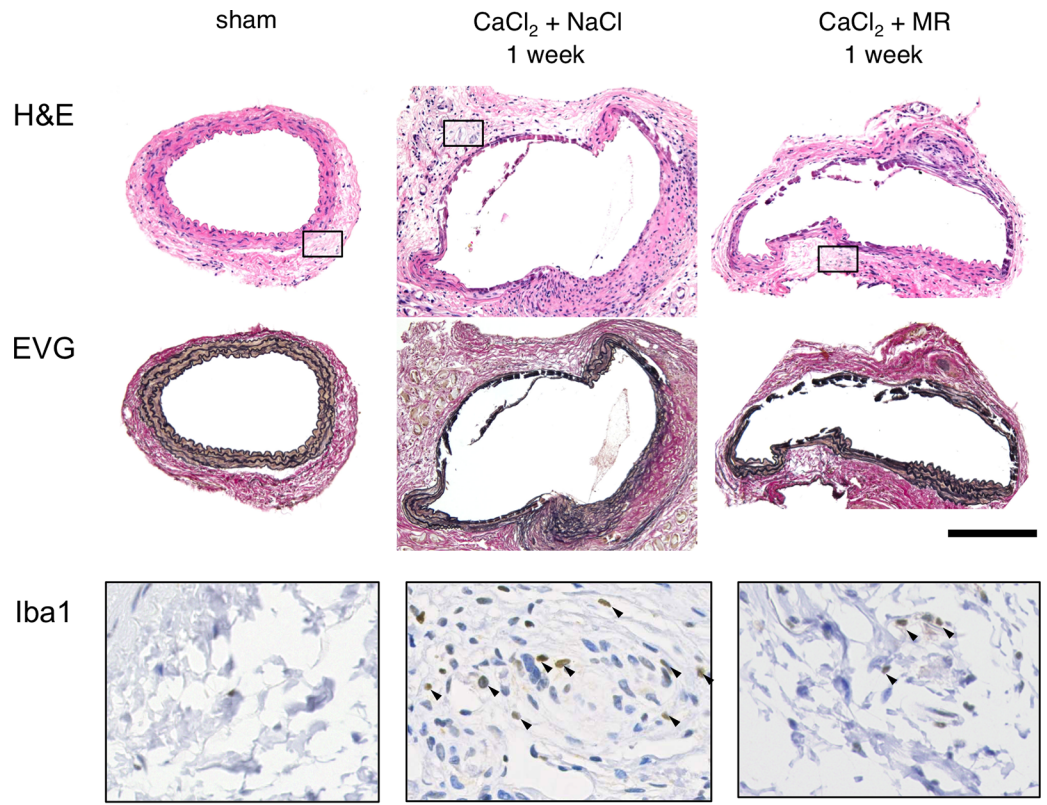 sham
CaCl₂ + NaCl
1 week
CaCl₂ + MR
1 week
H&E
EVG
Iba1